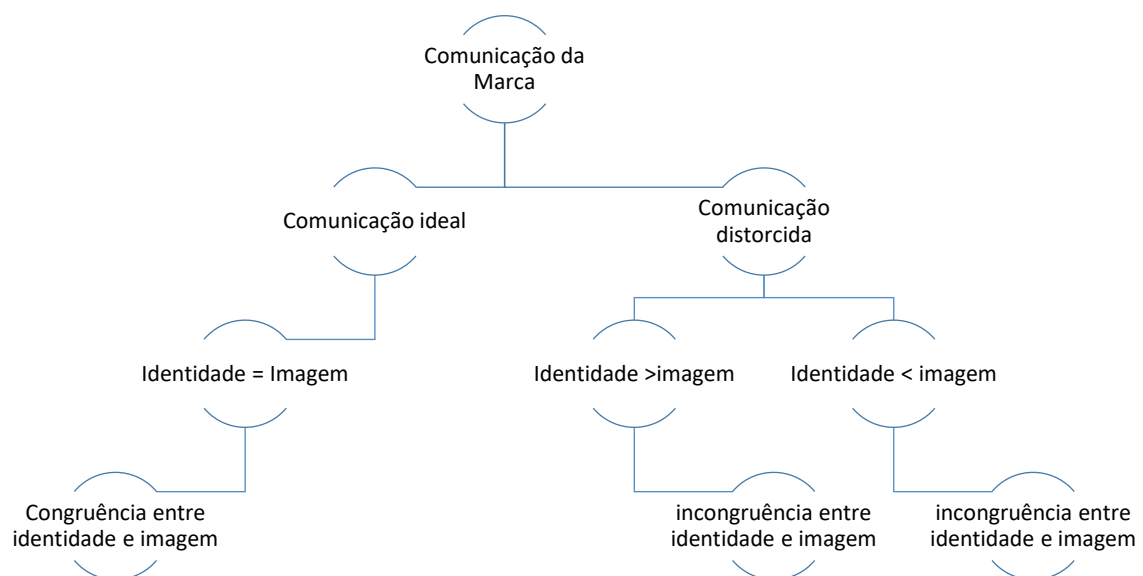 Comunicação da
Marca
Comunicação ideal
Comunicação
distorcida
Identidade = Imagem
Identidade >imagem
Identidade < imagem
Congruência entre
identidade e imagem
incongruência entre
identidade e imagem
incongruência entre
identidade e imagem